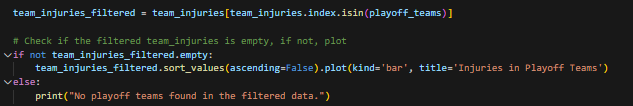 team_injuries_filtered = team_injuries[team_injuries.index.isin(playoff_teams)]
# Check if the filtered team_injuries is empty, if not, plot
if not team_injuries_filtered.empty:
    team_injuries_filtered.sort_values(ascending=False).plot(kind='bar', title='Injuries in Playoff Teams')
else:
    print("No playoff teams found in the filtered data.")